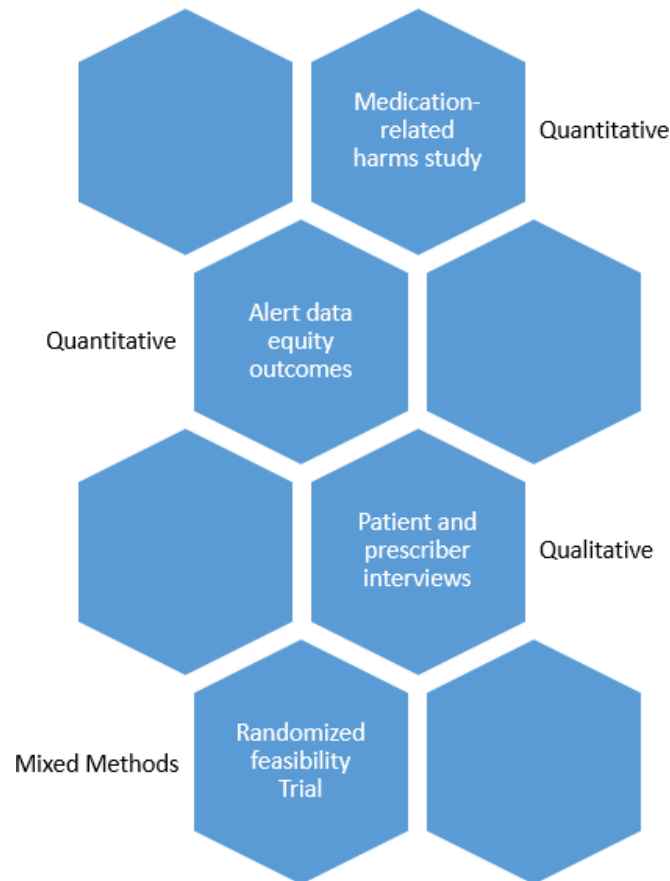 Medication-
related
harms study
Quantitative
Quantitative
Alert data
equity
outcomes
Patient and
prescriber
interviews
Qualitative
Mixed Methods
Randomized
feasibility
Trial